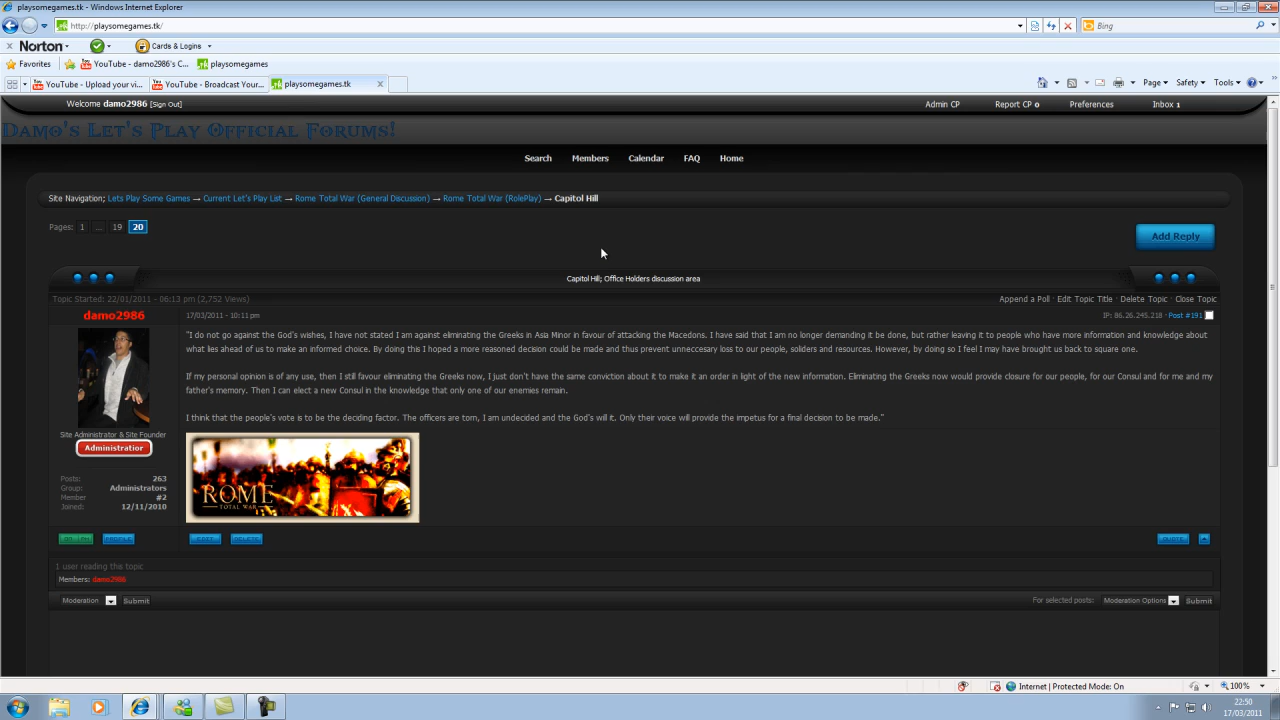 playsomegames.tk - Windows Internet Explorer
http://playsomegames.tk/
Bing
Norton
Cards & Logins
Favorites
YouTube - damo2986's C...
playsomegames
YouTube - Upload your vi...
YouTube - Broadcast Your...
playsomegames.tk
Page
Safety
Tools
Welcome damo2986 [Sign Out]
Admin CP
Report CP 0
Preferences
Inbox 1
Damo's Let's Play Official Forums!
Search
Members
Calendar
FAQ
Home
Site Navigation; Lets Play Some Games → Current Let's Play List → Rome Total War (General Discussion) → Rome Total War (RolePlay) → Capitol Hill
Pages: 1 ... 19 20
Add Reply
Capitol Hill; Office Holders discussion area
Topic Started: 22/01/2011 - 06:13 pm (2,752 Views)
Append a Poll · Edit Topic Title · Delete Topic · Close Topic
damo2986
17/03/2011 - 10:11pm
IP: 86.26.245.218 · Post #191
"I do not go against the God's wishes, I have not stated I am against eliminating the Greeks in Asia Minor in favour of attacking the Macedons. I have said that I am no longer demanding it be done, but rather leaving it to people who have more information and knowledge about
what lies ahead of us to make an informed choice. By doing this I hoped a more reasoned decision could be made and thus prevent unneccesary loss to our people, soliders and resources. However, by doing so I feel I may have brought us back to square one.
If my personal opinion is of any use, then I still favour eliminating the Greeks now, I just don't have the same conviction about it to make it an order in light of the new information. Eliminating the Greeks now would provide closure for our people, for our Consul and for me and my
father's memory. Then I can elect a new Consul in the knowledge that only one of our enemies remain.
I think that the people's vote is to be the deciding factor. The officers are torn, I am undecided and the God's will it. Only their voice will provide the impetus for a final decision to be made."
Site Administrator & Site Founder
Administratior
ROME
TOTAL WAR
Posts: 263
Group: Administrators
Member #2
Joined: 12/11/2010
PROFILE
EDIT
DELETE
QUOTE
1 user reading this topic
Members: damo2986
Moderation
Submit
For selected posts:
Moderation Options
Submit
Internet | Protected Mode: On
100%
22:50
17/03/2011